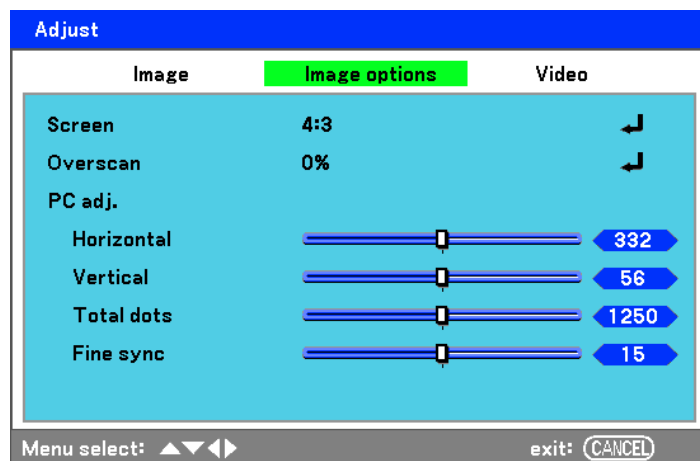 Adjust
Image Image options Video
Screen 4:3
Overscan 0%
PC adj.
Horizontal 332
Vertical 56
Total dots 1250
Fine sync 15
Menu select: ▲▼◀▶ exit: CANCEL